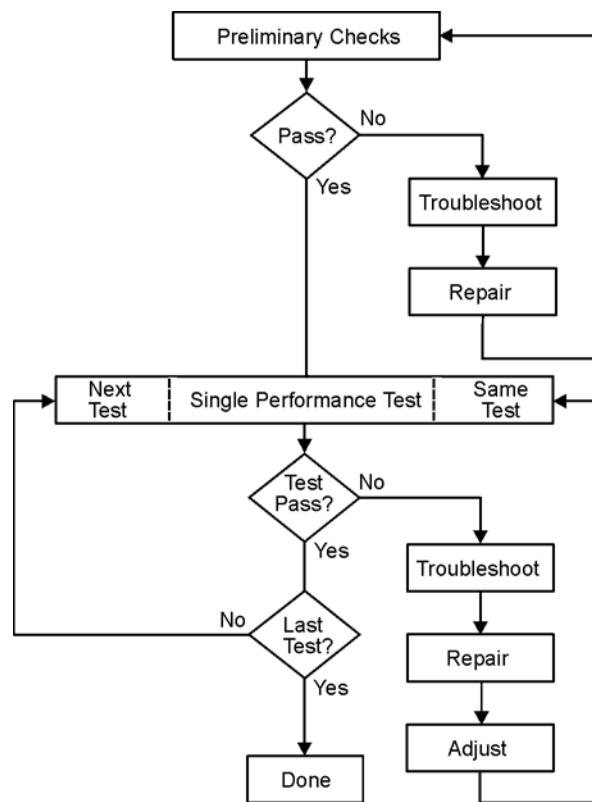 Preliminary Checks
No
Pass?
Yes
Troubleshoot
Repair
Next
Test
Single Performance Test
Same
Test
No
Test
Pass?
Yes
Troubleshoot
No
Last
Test?
Repair
Yes
Adjust
Done